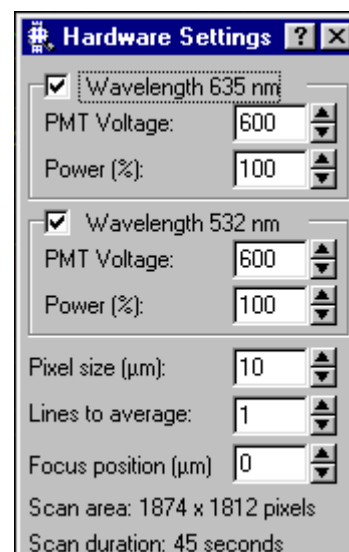 Hardware Settings ? X
Wavelength 635 nm
PMT Voltage: 600
Power (%): 100
Wavelength 532 nm
PMT Voltage: 600
Power (%): 100
Pixel size (µm): 10
Lines to average: 1
Focus position (µm) 0
Scan area: 1874 x 1812 pixels
Scan duration: 45 seconds